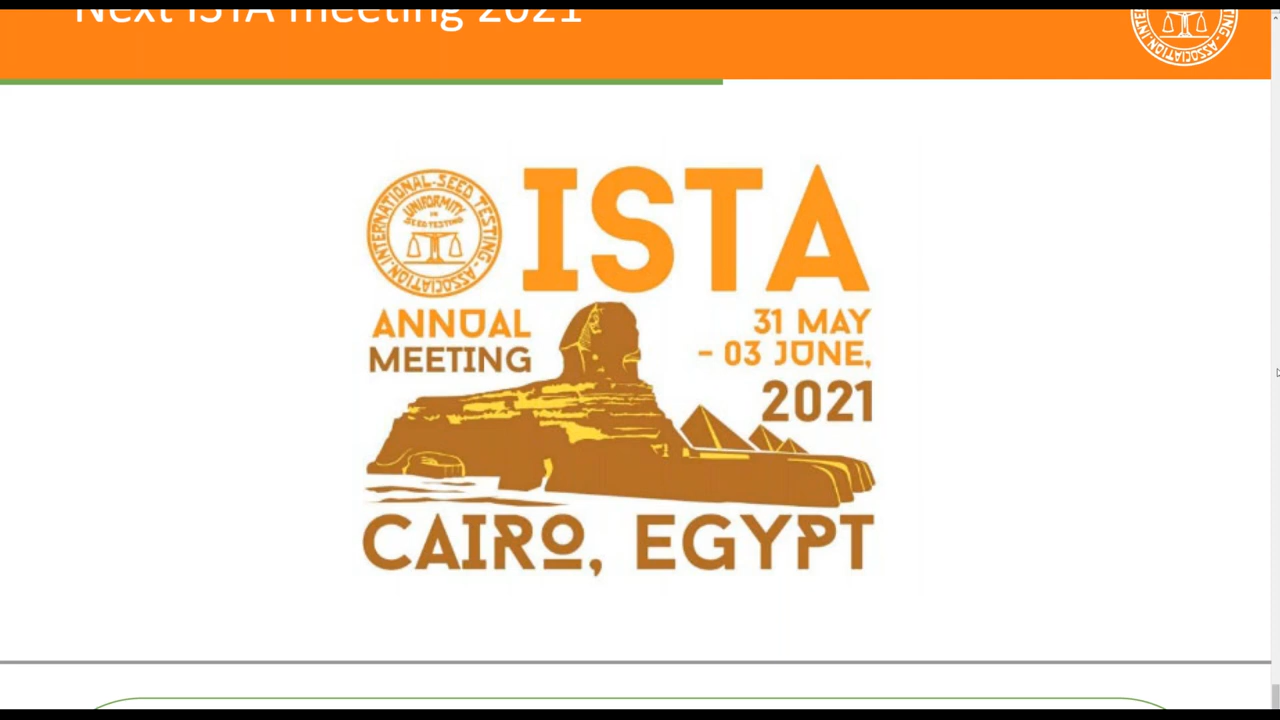 Next ISTA meeting 2021
INTERNATIONAL SEED TESTING ASSOCIATION
UNIFORMITY
IN
SEED TESTING
ISTA
ANNUAL
MEETING
31 MAY
- 03 JUNE,
2021
CAIRO, EGYPT